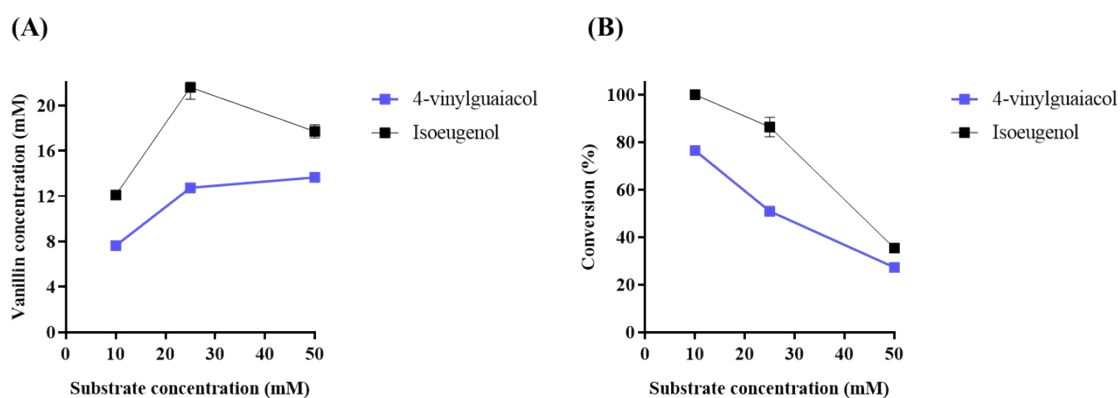 (A)
Vanillin concentration (mM)
20
16
12
8
4
0
0 10 20 30 40 50
Substrate concentration (mM)
4-vinylguaiacol
Isoeugenol
(B)
Conversion (%)
100
80
60
40
20
0
0 10 20 30 40 50
Substrate concentration (mM)
4-vinylguaiacol
Isoeugenol